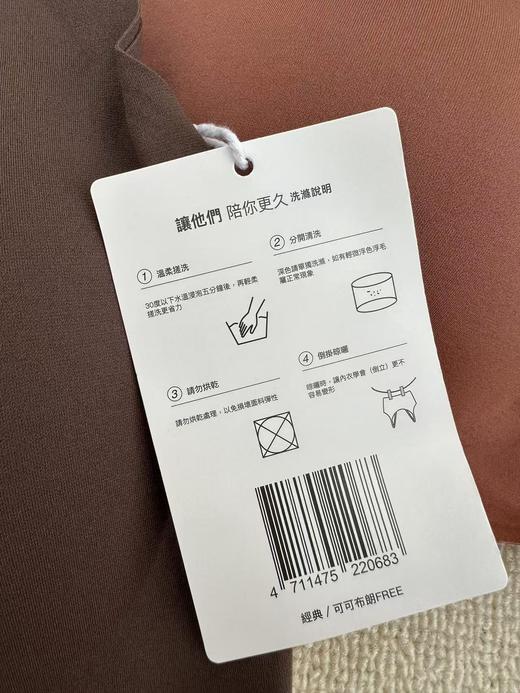 讓他們 陪你更久 洗滌說明
1 溫柔搓洗
30度以下水溫浸泡五分鐘後，再輕柔
搓洗更省力
2 分開清洗
深色請單獨洗滌，如有輕微浮色浮毛
屬正常現象
3 請勿烘乾
請勿烘乾處理，以免損壞面料彈性
4 倒掛晾曬
晾曬時，讓內衣學會（倒立）更不
容易變形
4 711475 220683
經典 / 可可布朗FREE